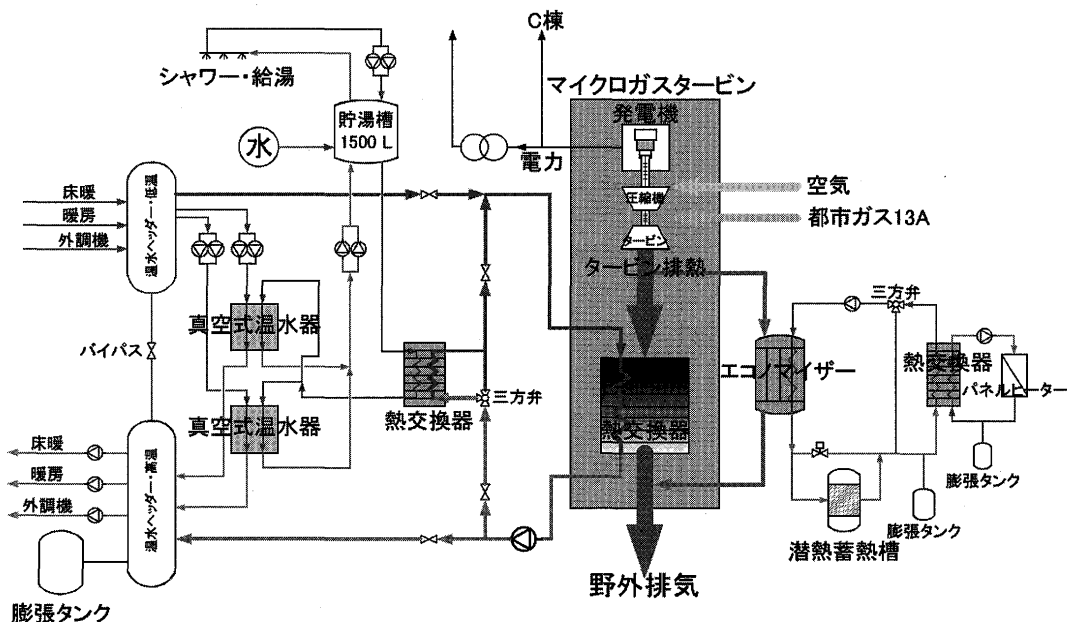 C棟
シャワー・給湯
マイクロガスタービン
発電機
貯湯槽
1500 L
水
電力
空気
圧縮機
都市ガス13A
タービン
タービン排熱
床暖
暖房
外調機
温水ヘッダー・低温
三方弁
真空式温水器
バイパス
熱交換器
エコノマイザー
熱交換器
パネルヒーター
三方弁
熱交換器
真空式温水器
床暖
暖房
外調機
温水ヘッダー・高温
膨張タンク
膨張タンク
潜熱蓄熱槽
野外排気
膨張タンク